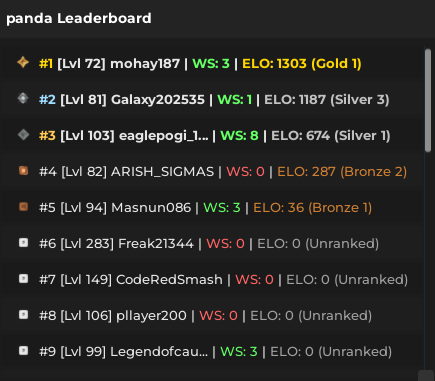 panda Leaderboard
#1 [Lvl 72] mohay187 | WS: 3 | ELO: 1303 (Gold 1)
#2 [Lvl 81] Galaxy202535 | WS: 1 | ELO: 1187 (Silver 3)
#3 [Lvl 103] eaglepogi_1... | WS: 8 | ELO: 674 (Silver 1)
#4 [Lvl 82] ARISH_SIGMAS | WS: 0 | ELO: 287 (Bronze 2)
#5 [Lvl 94] Masnun086 | WS: 3 | ELO: 36 (Bronze 1)
#6 [Lvl 283] Freak21344 | WS: 0 | ELO: 0 (Unranked)
#7 [Lvl 149] CodeRedSmash | WS: 0 | ELO: 0 (Unranked)
#8 [Lvl 106] pllayer200 | WS: 0 | ELO: 0 (Unranked)
#9 [Lvl 99] Legendofcau... | WS: 3 | ELO: 0 (Unranked)